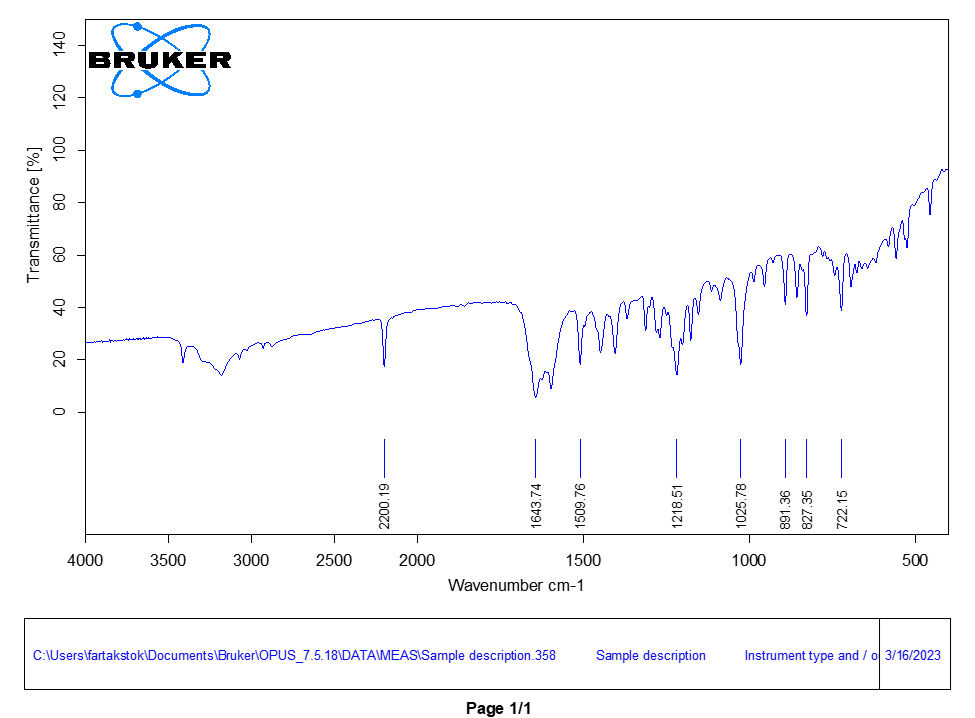 BRUKER
Transmittance [%]
140
120
100
80
60
40
20
0
2200.19
1643.74
1509.76
1218.51
1025.78
891.36
827.35
722.15
4000 3500 3000 2500 2000 1500 1000 500
Wavenumber cm-1
C:\Users\fartakstok\Documents\Bruker\OPUS_7.5.18\DATA\MEAS\Sample description.358 Sample description Instrument type and / o 3/16/2023
Page 1/1